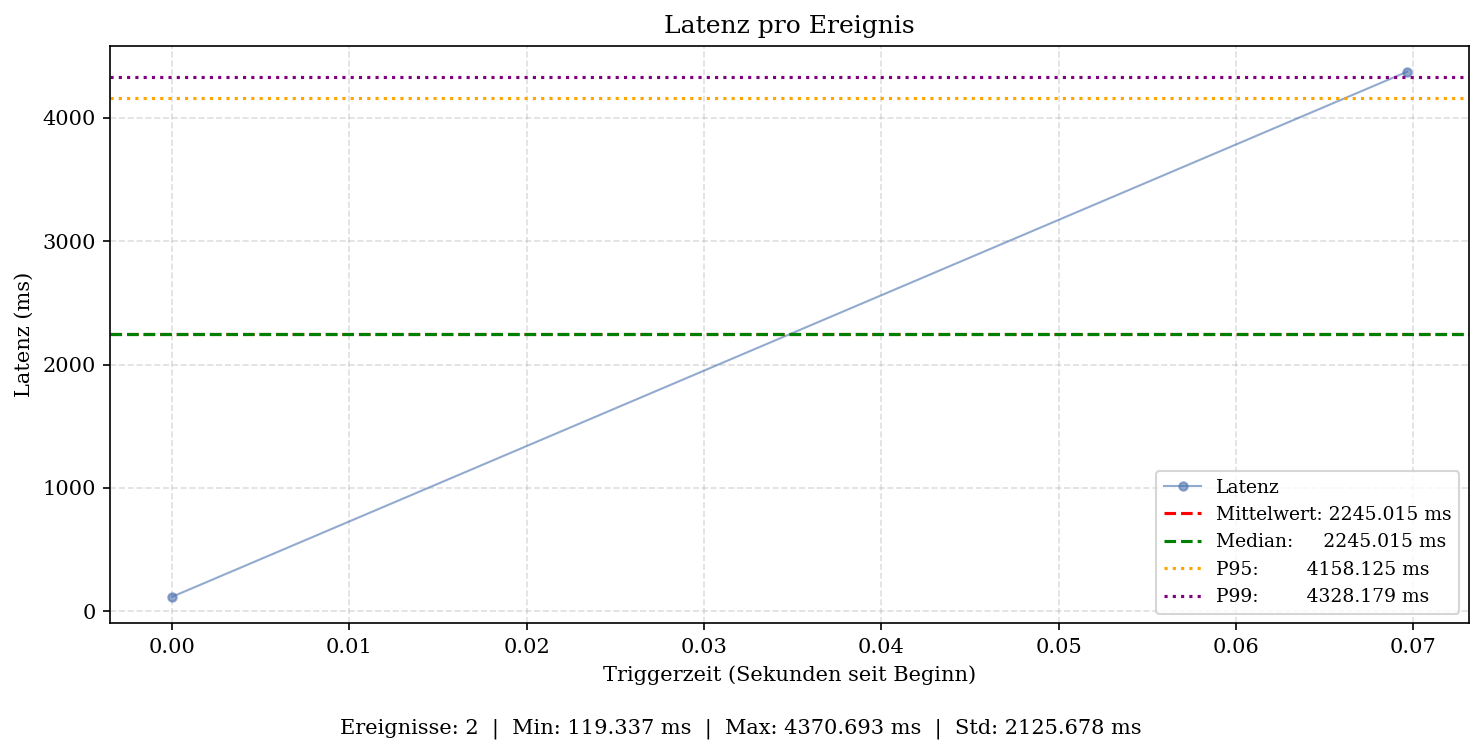 Latenz pro Ereignis
Latenz (ms)
4000
3000
2000
1000
0
Latenz
Mittelwert: 2245.015 ms
Median: 2245.015 ms
P95: 4158.125 ms
P99: 4328.179 ms
0.00 0.01 0.02 0.03 0.04 0.05 0.06 0.07
Triggerzeit (Sekunden seit Beginn)
Ereignisse: 2 | Min: 119.337 ms | Max: 4370.693 ms | Std: 2125.678 ms